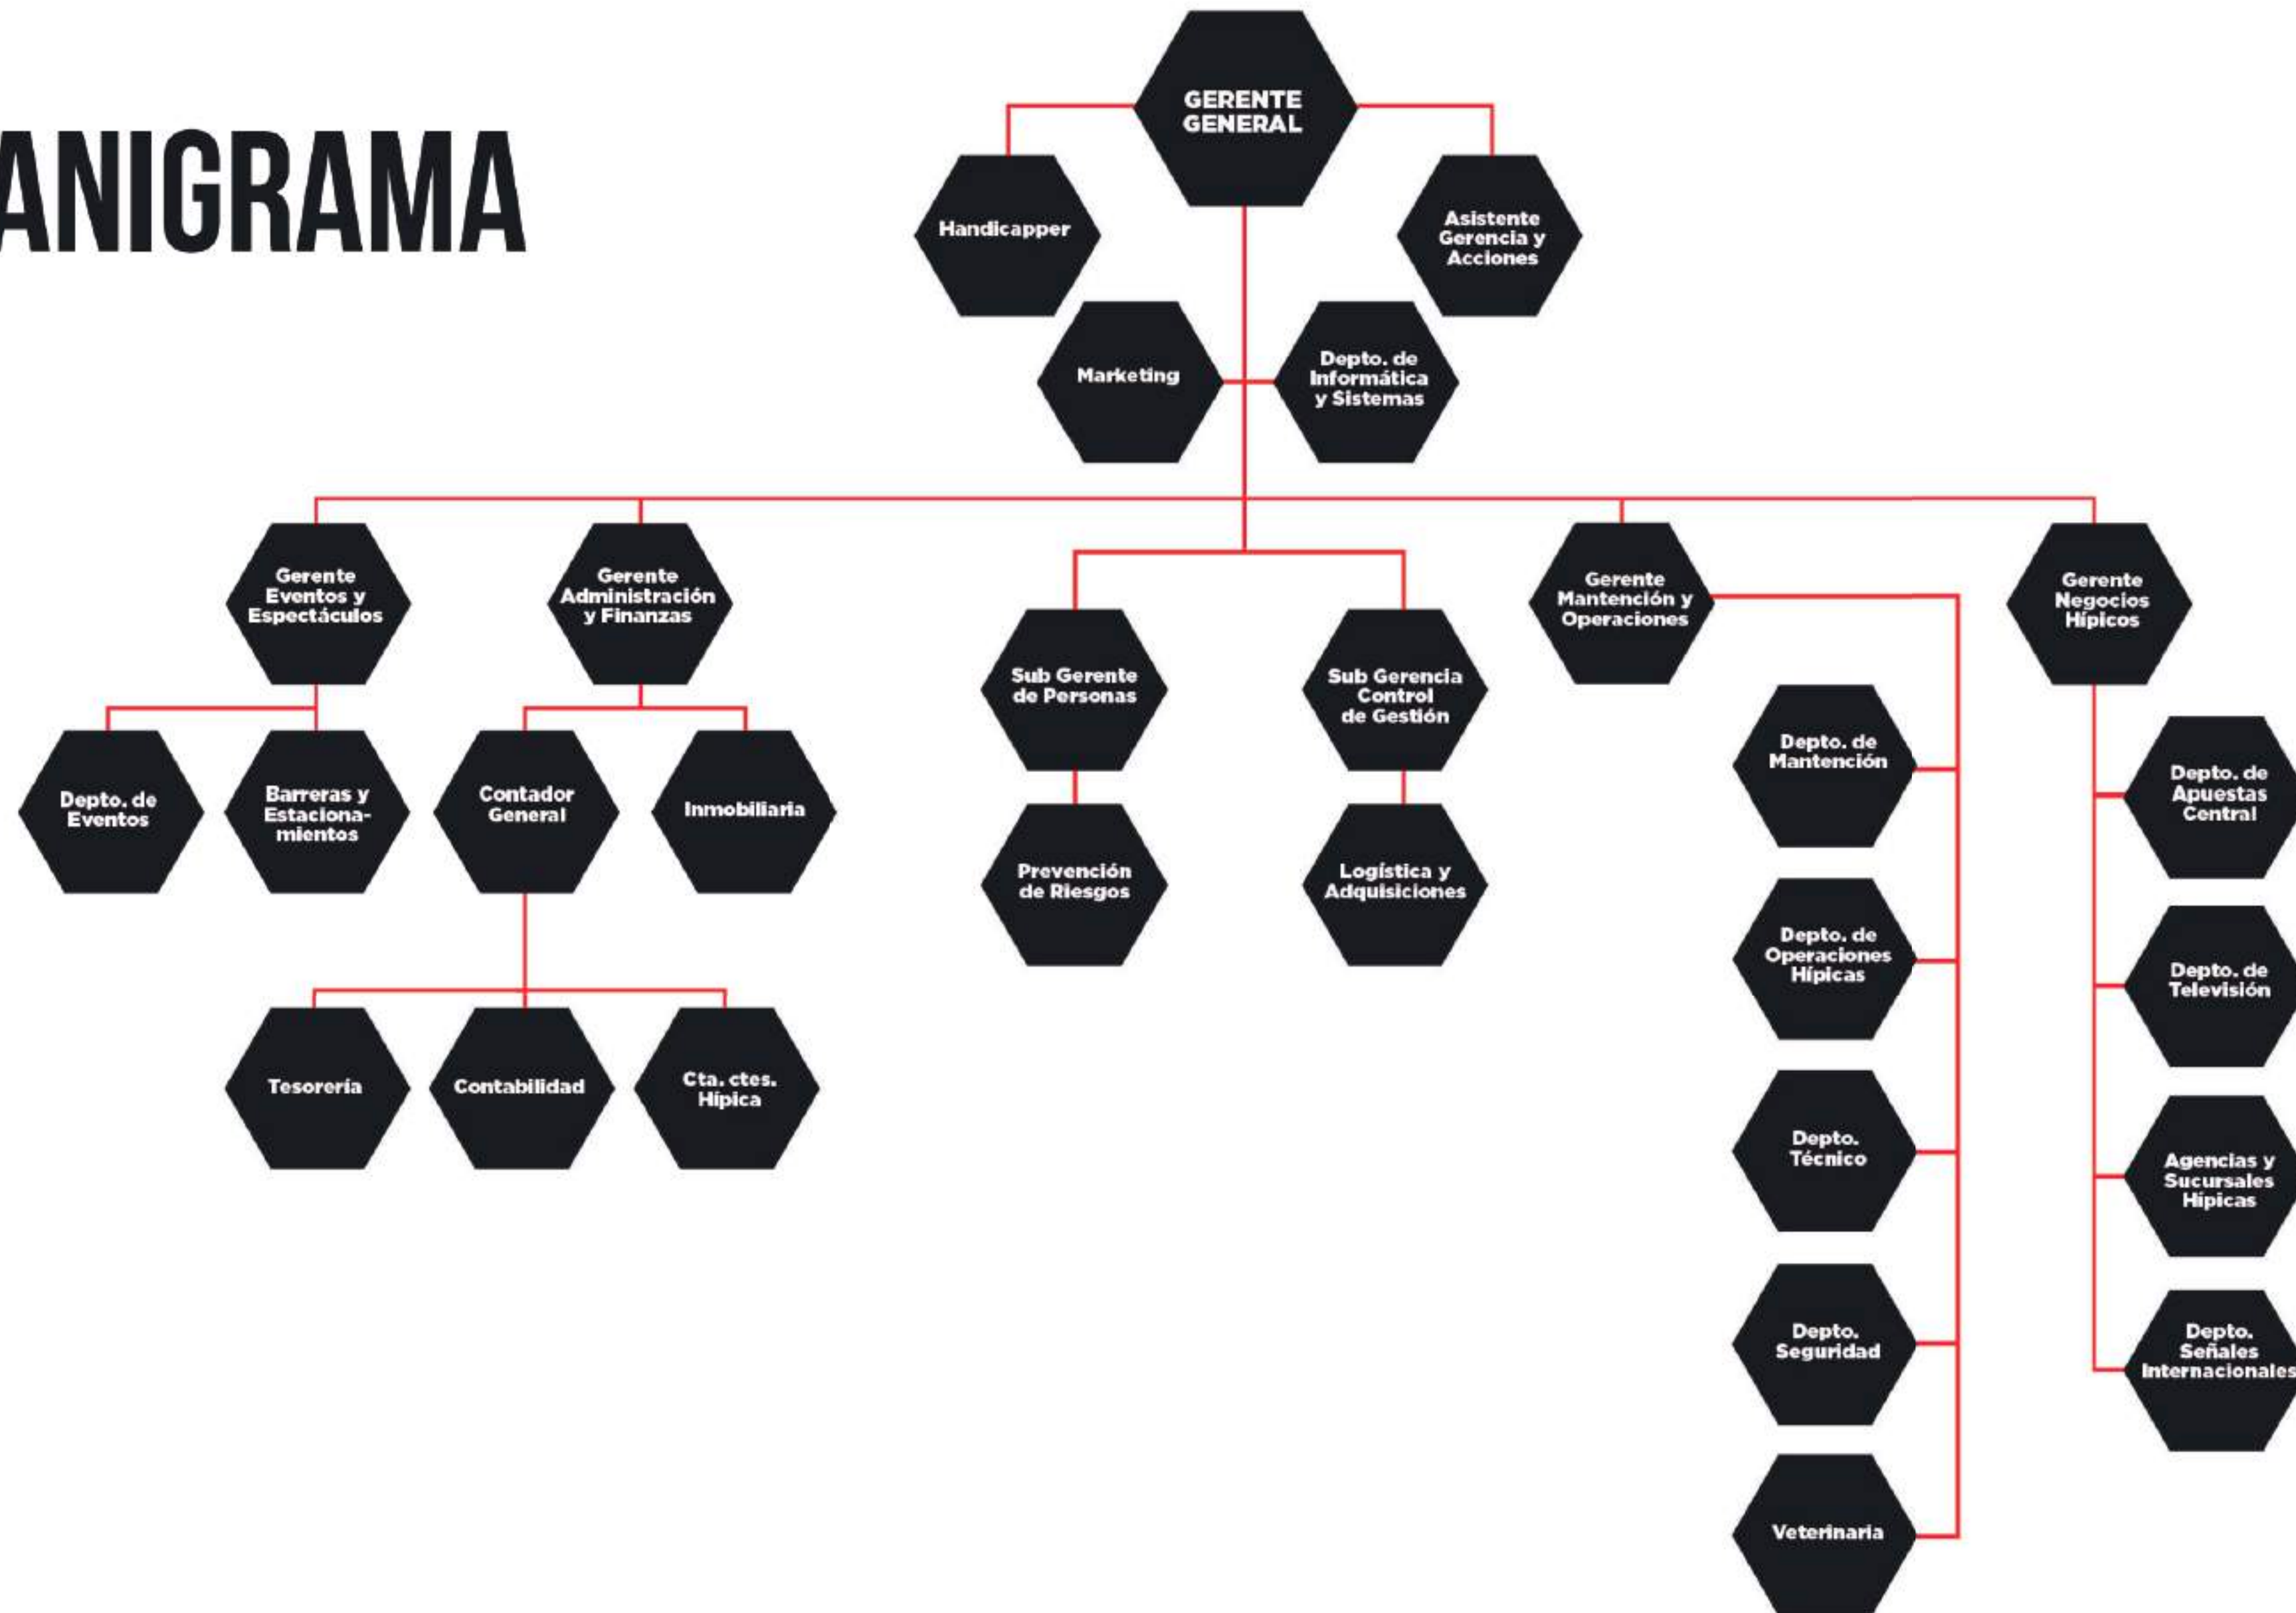 ANIGRAMA
GERENTE
GENERAL
Handicapper
Asistente
Gerencia y
Acciones
Marketing
Depto. de
Informática
y Sistemas
Gerente
Eventos y
Espectáculos
Gerente
Administración
y Finanzas
Sub Gerente
de Personas
Sub Gerencia
Control
de Gestión
Gerente
Mantención y
Operaciones
Gerente
Negocios
Hípicos
Depto. de
Eventos
Barreras y
Estaciona-
mientos
Contador
General
Inmobiliaria
Prevención
de Riesgos
Logística y
Adquisiciones
Tesorería
Contabilidad
Cta. ctes.
Hípica
Depto. de
Mantención
Depto. de
Operaciones
Hípicas
Depto.
Técnico
Depto.
Seguridad
Veterinaria
Depto. de
Apuestas
Central
Depto. de
Televisión
Agencias y
Sucursales
Hípicas
Depto.
Señales
Internacionales